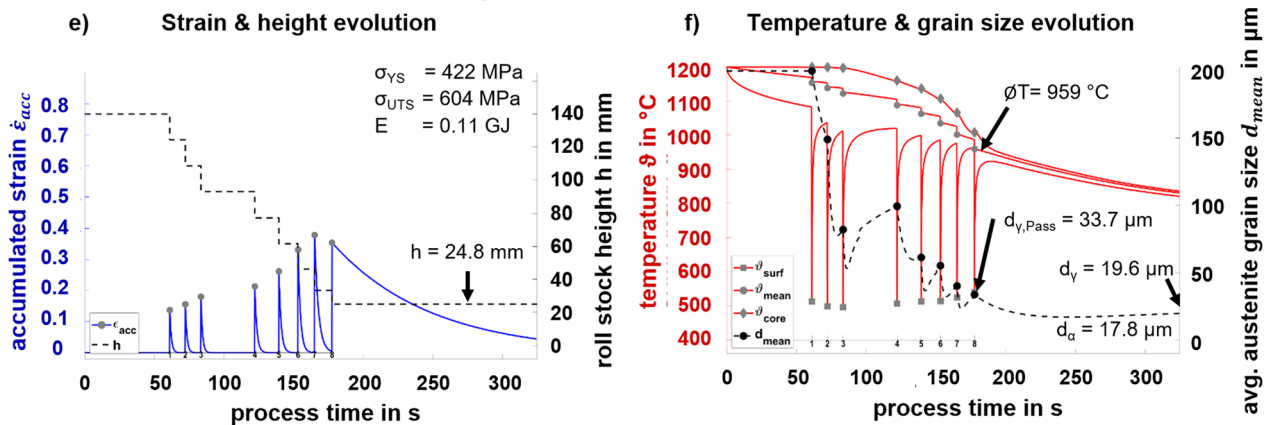 e) Strain & height evolution
σYS = 422 MPa
σUTS = 604 MPa
E = 0.11 GJ
accumulated strain ε̇acc
0.8
0.7
0.6
0.5
0.4
0.3
0.2
0.1
0
140
120
100
80
60
40
20
0
roll stock height h in mm
h = 24.8 mm
εacc
h
1 2 3 4 5 6 7 8
0 50 100 150 200 250 300
process time in s
f) Temperature & grain size evolution
temperature ϑ in °C
1200
1100
1000
900
800
700
600
500
400
200
150
100
50
0
avg. austenite grain size dmean in µm
ØT= 959 °C
dγ,Pass = 33.7 µm
dγ = 19.6 µm
dα = 17.8 µm
ϑsurf
ϑmean
ϑcore
dmean
1 2 3 4 5 6 7 8
0 50 100 150 200 250 300
process time in s